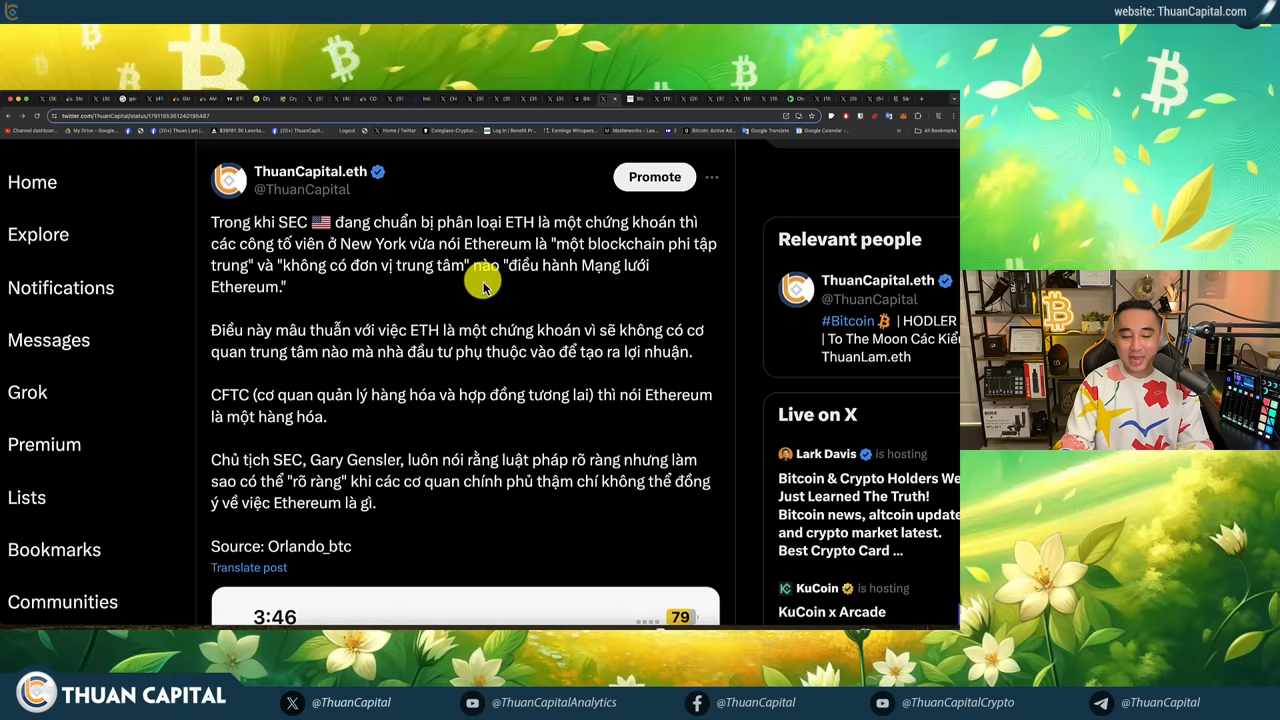 website: ThuanCapital.com
twitter.com/ThuanCapital/status/1791185361240195487
Home
Explore
Notifications
Messages
Grok
Premium
Lists
Bookmarks
Communities
ThuanCapital.eth
@ThuanCapital
Promote
Trong khi SEC 🇺🇸 đang chuẩn bị phân loại ETH là một chứng khoán thì
các công tố viên ở New York vừa nói Ethereum là "một blockchain phi tập
trung" và "không có đơn vị trung tâm" nào "điều hành Mạng lưới
Ethereum."
Điều này mâu thuẫn với việc ETH là một chứng khoán vì sẽ không có cơ
quan trung tâm nào mà nhà đầu tư phụ thuộc vào để tạo ra lợi nhuận.
CFTC (cơ quan quản lý hàng hóa và hợp đồng tương lai) thì nói Ethereum
là một hàng hóa.
Chủ tịch SEC, Gary Gensler, luôn nói rằng luật pháp rõ ràng nhưng làm
sao có thể "rõ ràng" khi các cơ quan chính phủ thậm chí không thể đồng
ý về việc Ethereum là gì.
Source: Orlando_btc
Translate post
3:46
79
Relevant people
ThuanCapital.eth
@ThuanCapital
#Bitcoin | HODLER
| To The Moon Các Kiể
ThuanLam.eth
Live on X
Lark Davis is hosting
Bitcoin & Crypto Holders We
Just Learned The Truth!
Bitcoin news, altcoin update
and crypto market latest.
Best Crypto Card ...
KuCoin is hosting
KuCoin x Arcade
THUAN CAPITAL
@ThuanCapital
@ThuanCapitalAnalytics
@ThuanCapital
@ThuanCapitalCrypto
@ThuanCapital